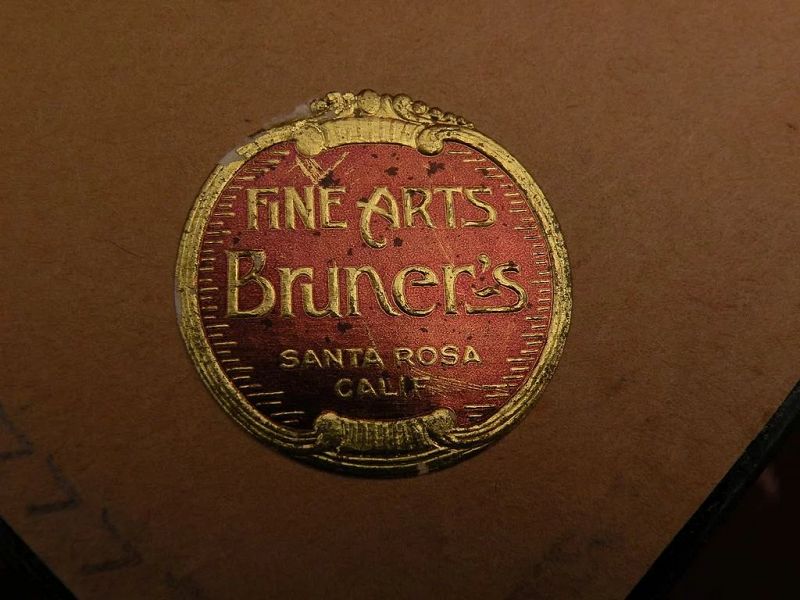 FINE ARTS
Bruner's
SANTA ROSA
CALIF